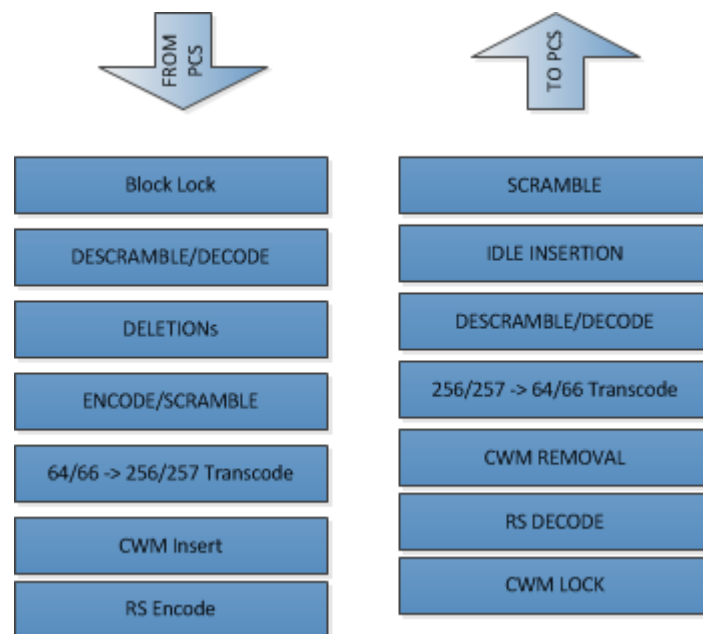 FROM
PCS
TO PCS
Block Lock
DESCRAMBLE/DECODE
DELETIONs
ENCODE/SCRAMBLE
64/66 -> 256/257 Transcode
CWM Insert
RS Encode
SCRAMBLE
IDLE INSERTION
DESCRAMBLE/DECODE
256/257 -> 64/66 Transcode
CWM REMOVAL
RS DECODE
CWM LOCK